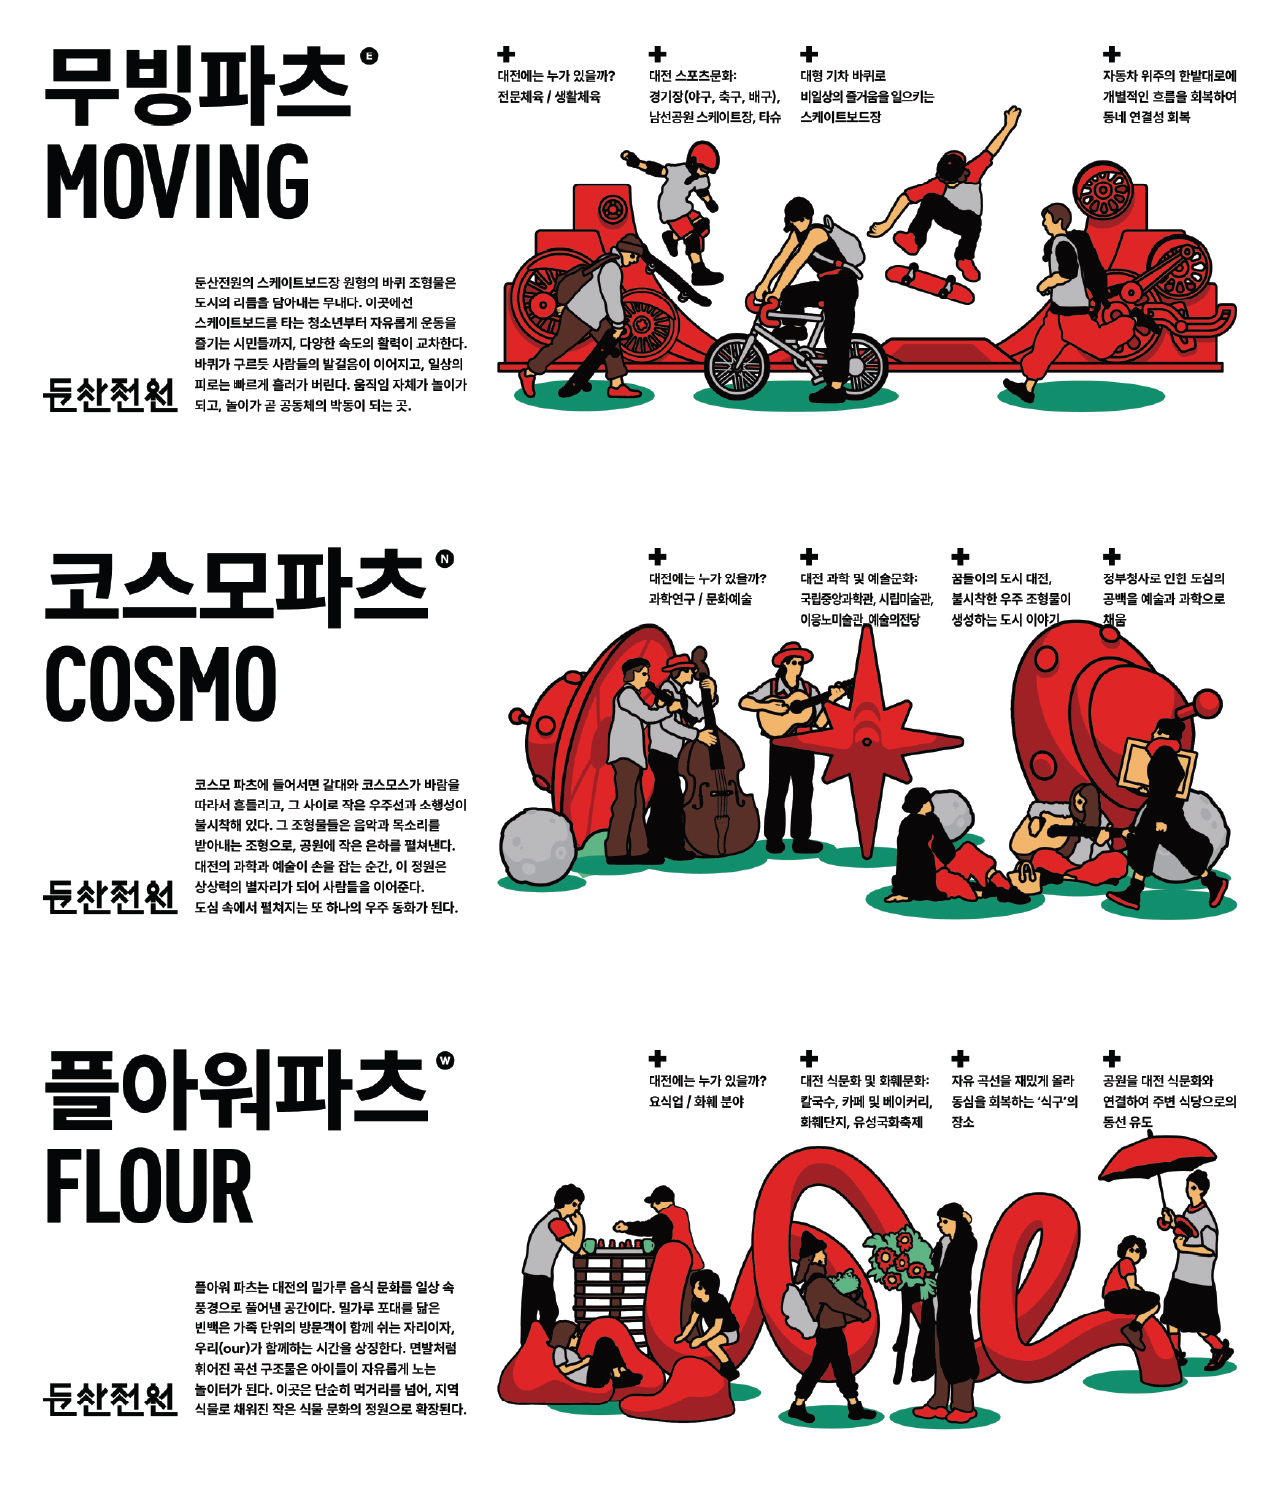 무빙파츠 E
MOVING
둔산전원의 스케이트보드장 원형의 바퀴 조형물은
도시의 리듬을 담아내는 무대다. 이곳에선
스케이트보드를 타는 청소년부터 자유롭게 운동을
즐기는 시민들까지, 다양한 속도의 활력이 교차한다.
바퀴가 구르듯 사람들의 발걸음이 이어지고, 일상의
피로는 빠르게 흘러가 버린다. 움직임 자체가 놀이가
되고, 놀이가 곧 공동체의 박동이 되는 곳.
둔산전원
대전에는 누가 있을까?
전문체육 / 생활체육
대전 스포츠문화:
경기장(야구, 축구, 배구),
남선공원 스케이트장, 타슈
대형 기차 바퀴로
비일상의 즐거움을 일으키는
스케이트보드장
자동차 위주의 한밭대로에
개별적인 흐름을 회복하여
동네 연결성 회복
코스모파츠 N
COSMO
코스모 파츠에 들어서면 갈대와 코스모스가 바람을
따라서 흔들리고, 그 사이로 작은 우주선과 소행성이
불시착해 있다. 그 조형물들은 음악과 목소리를
받아내는 조형으로, 공원에 작은 은하를 펼쳐낸다.
대전의 과학과 예술이 손을 잡는 순간, 이 정원은
상상력의 별자리가 되어 사람들을 이어준다.
도심 속에서 펼쳐지는 또 하나의 우주 동화가 된다.
둔산전원
대전에는 누가 있을까?
과학연구 / 문화예술
대전 과학 및 예술문화:
국립중앙과학관, 시립미술관,
이응노미술관, 예술의전당
꿈돌이의 도시 대전,
불시착한 우주 조형물이
생성하는 도시 이야기
정부청사로 인한 도심의
공백을 예술과 과학으로
채움
플아워파츠 W
FLOUR
플아워 파츠는 대전의 밀가루 음식 문화를 일상 속
풍경으로 풀어낸 공간이다. 밀가루 포대를 닮은
빈백은 가족 단위의 방문객이 함께 쉬는 자리이자,
우리(our)가 함께하는 시간을 상징한다. 면발처럼
휘어진 곡선 구조물은 아이들이 자유롭게 노는
놀이터가 된다. 이곳은 단순히 먹거리를 넘어, 지역
식물로 채워진 작은 식물 문화의 정원으로 확장된다.
둔산전원
대전에는 누가 있을까?
요식업 / 화훼 분야
대전 식문화 및 화훼문화:
칼국수, 카페 및 베이커리,
화훼단지, 유성국화축제
자유 곡선을 재밌게 올라
동심을 회복하는 ‘식구’의
장소
공원을 대전 식문화와
연결하여 주변 식당으로의
동선 유도